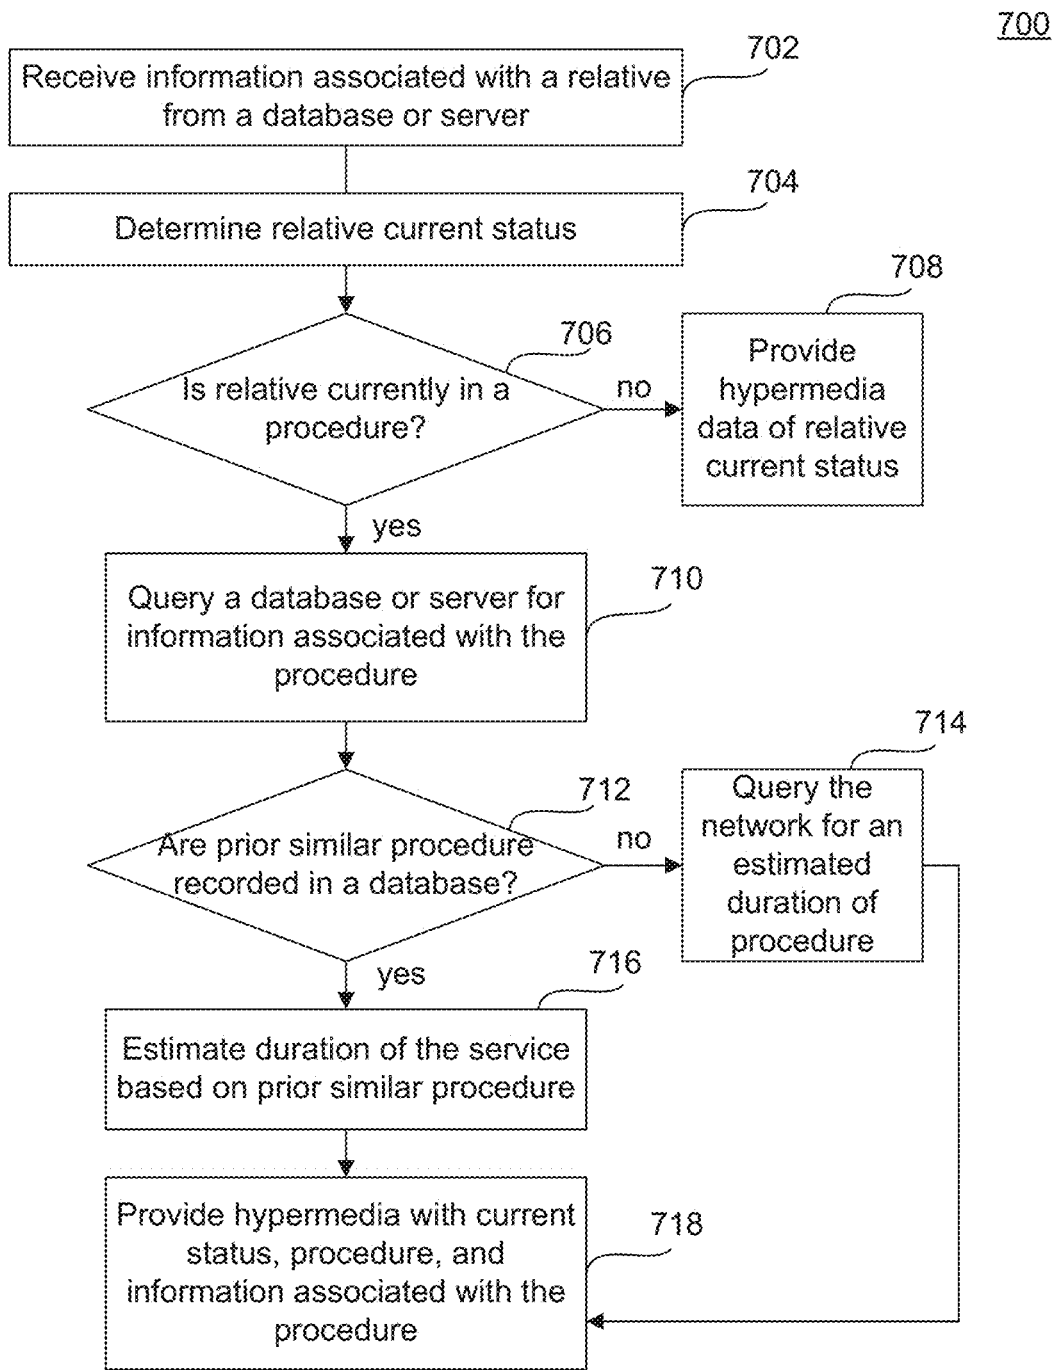 700
702
Receive information associated with a relative
from a database or server
704
Determine relative current status
706
Is relative currently in a
procedure?
no
708
Provide
hypermedia
data of relative
current status
yes
710
Query a database or server for
information associated with the
procedure
712
Are prior similar procedure
recorded in a database?
no
714
Query the
network for an
estimated
duration of
procedure
yes
716
Estimate duration of the service
based on prior similar procedure
718
Provide hypermedia with current
status, procedure, and
information associated with the
procedure